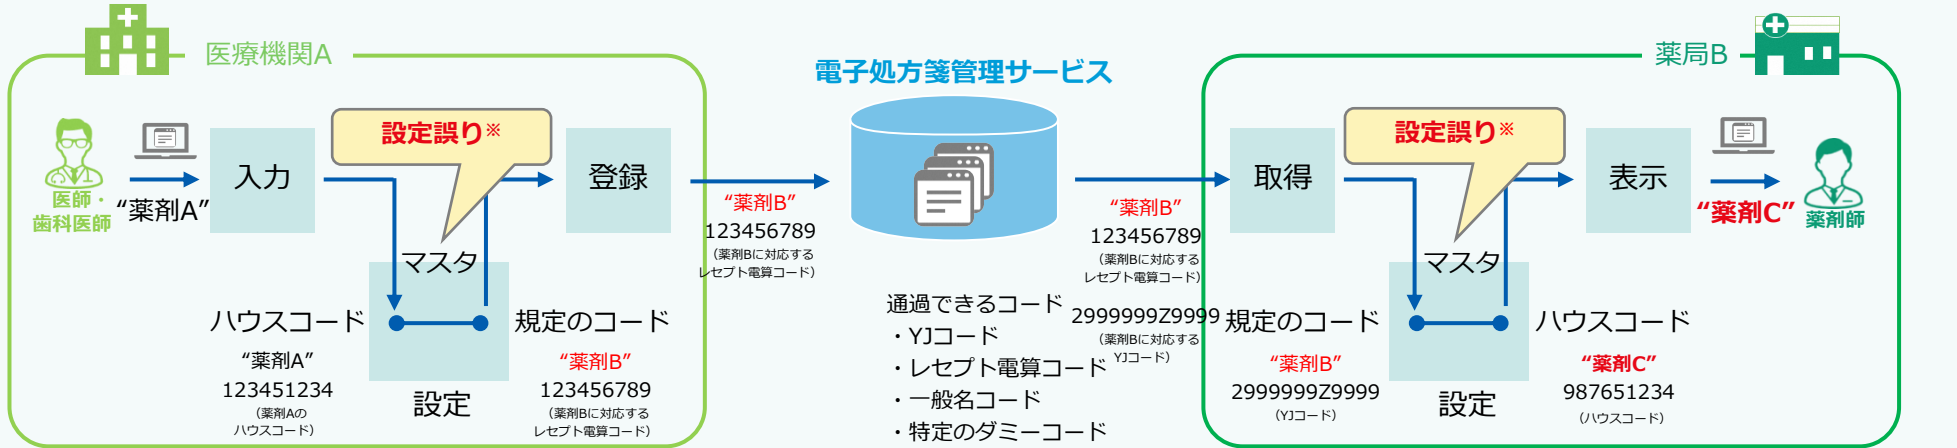 医療機関A
医師・
歯科医師
“薬剤A”
入力
設定誤り※
登録
マスタ
ハウスコード
“薬剤A”
123451234
（薬剤Aの
ハウスコード）
設定
規定のコード
“薬剤B”
123456789
（薬剤Bに対応する
レセプト電算コード）
“薬剤B”
123456789
（薬剤Bに対応する
レセプト電算コード）
電子処方箋管理サービス
通過できるコード
・YJコード
・レセプト電算コード
・一般名コード
・特定のダミーコード
“薬剤B”
123456789
（薬剤Bに対応する
レセプト電算コード）
2999999Z9999
（薬剤Bに対応する
YJコード）
薬局B
取得
設定誤り※
表示
“薬剤C”
薬剤師
マスタ
規定のコード
“薬剤B”
2999999Z9999
（YJコード）
設定
ハウスコード
“薬剤C”
987651234
（ハウスコード）